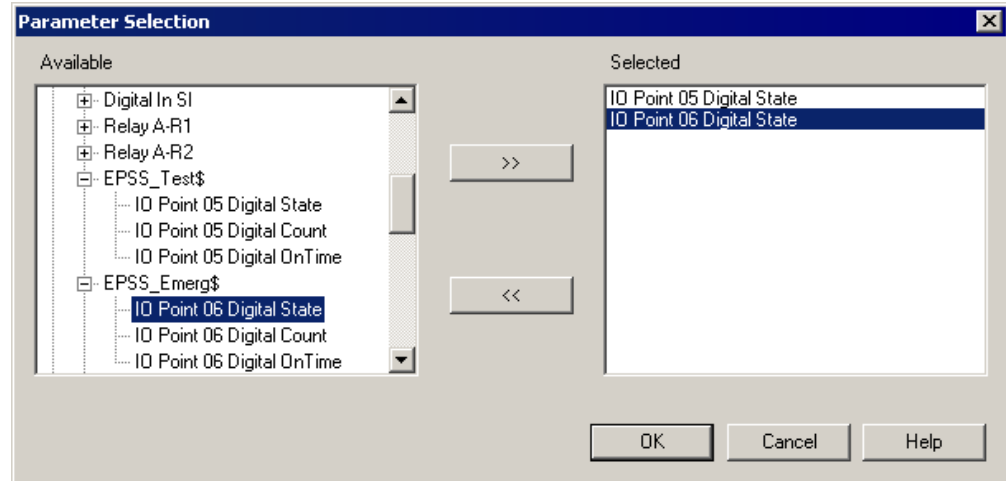 Parameter Selection
Available
Digital In SI
Relay A-R1
Relay A-R2
EPSS_Test$
IO Point 05 Digital State
IO Point 05 Digital Count
IO Point 05 Digital OnTime
EPSS_Emerg$
IO Point 06 Digital State
IO Point 06 Digital Count
IO Point 06 Digital OnTime
>>
<<
Selected
IO Point 05 Digital State
IO Point 06 Digital State
OK Cancel Help